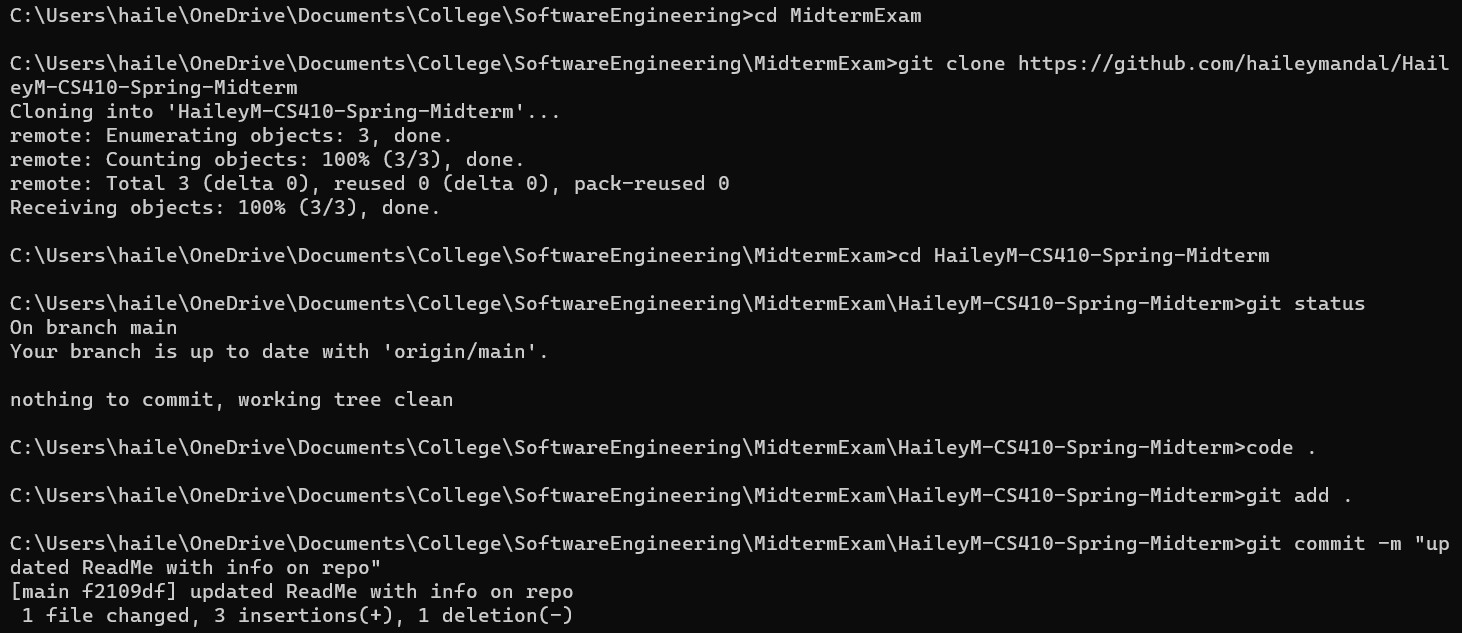 C:\Users\haile\OneDrive\Documents\College\SoftwareEngineering>cd MidtermExam
C:\Users\haile\OneDrive\Documents\College\SoftwareEngineering\MidtermExam>git clone https://github.com/haileymandal/Hail
eyM-CS410-Spring-Midterm
Cloning into 'HaileyM-CS410-Spring-Midterm'...
remote: Enumerating objects: 3, done.
remote: Counting objects: 100% (3/3), done.
remote: Total 3 (delta 0), reused 0 (delta 0), pack-reused 0
Receiving objects: 100% (3/3), done.
C:\Users\haile\OneDrive\Documents\College\SoftwareEngineering\MidtermExam>cd HaileyM-CS410-Spring-Midterm
C:\Users\haile\OneDrive\Documents\College\SoftwareEngineering\MidtermExam\HaileyM-CS410-Spring-Midterm>git status
On branch main
Your branch is up to date with 'origin/main'.
nothing to commit, working tree clean
C:\Users\haile\OneDrive\Documents\College\SoftwareEngineering\MidtermExam\HaileyM-CS410-Spring-Midterm>code .
C:\Users\haile\OneDrive\Documents\College\SoftwareEngineering\MidtermExam\HaileyM-CS410-Spring-Midterm>git add .
C:\Users\haile\OneDrive\Documents\College\SoftwareEngineering\MidtermExam\HaileyM-CS410-Spring-Midterm>git commit -m "up
dated ReadMe with info on repo"
[main f2109df] updated ReadMe with info on repo
 1 file changed, 3 insertions(+), 1 deletion(-)